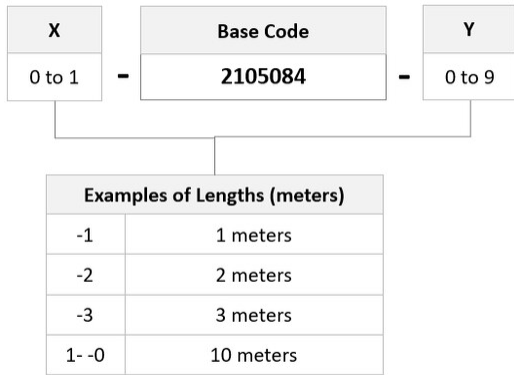 X Base Code Y
0 to 1 - 2105084 - 0 to 9
Examples of Lengths (meters)
-1 1 meters
-2 2 meters
-3 3 meters
1- -0 10 meters